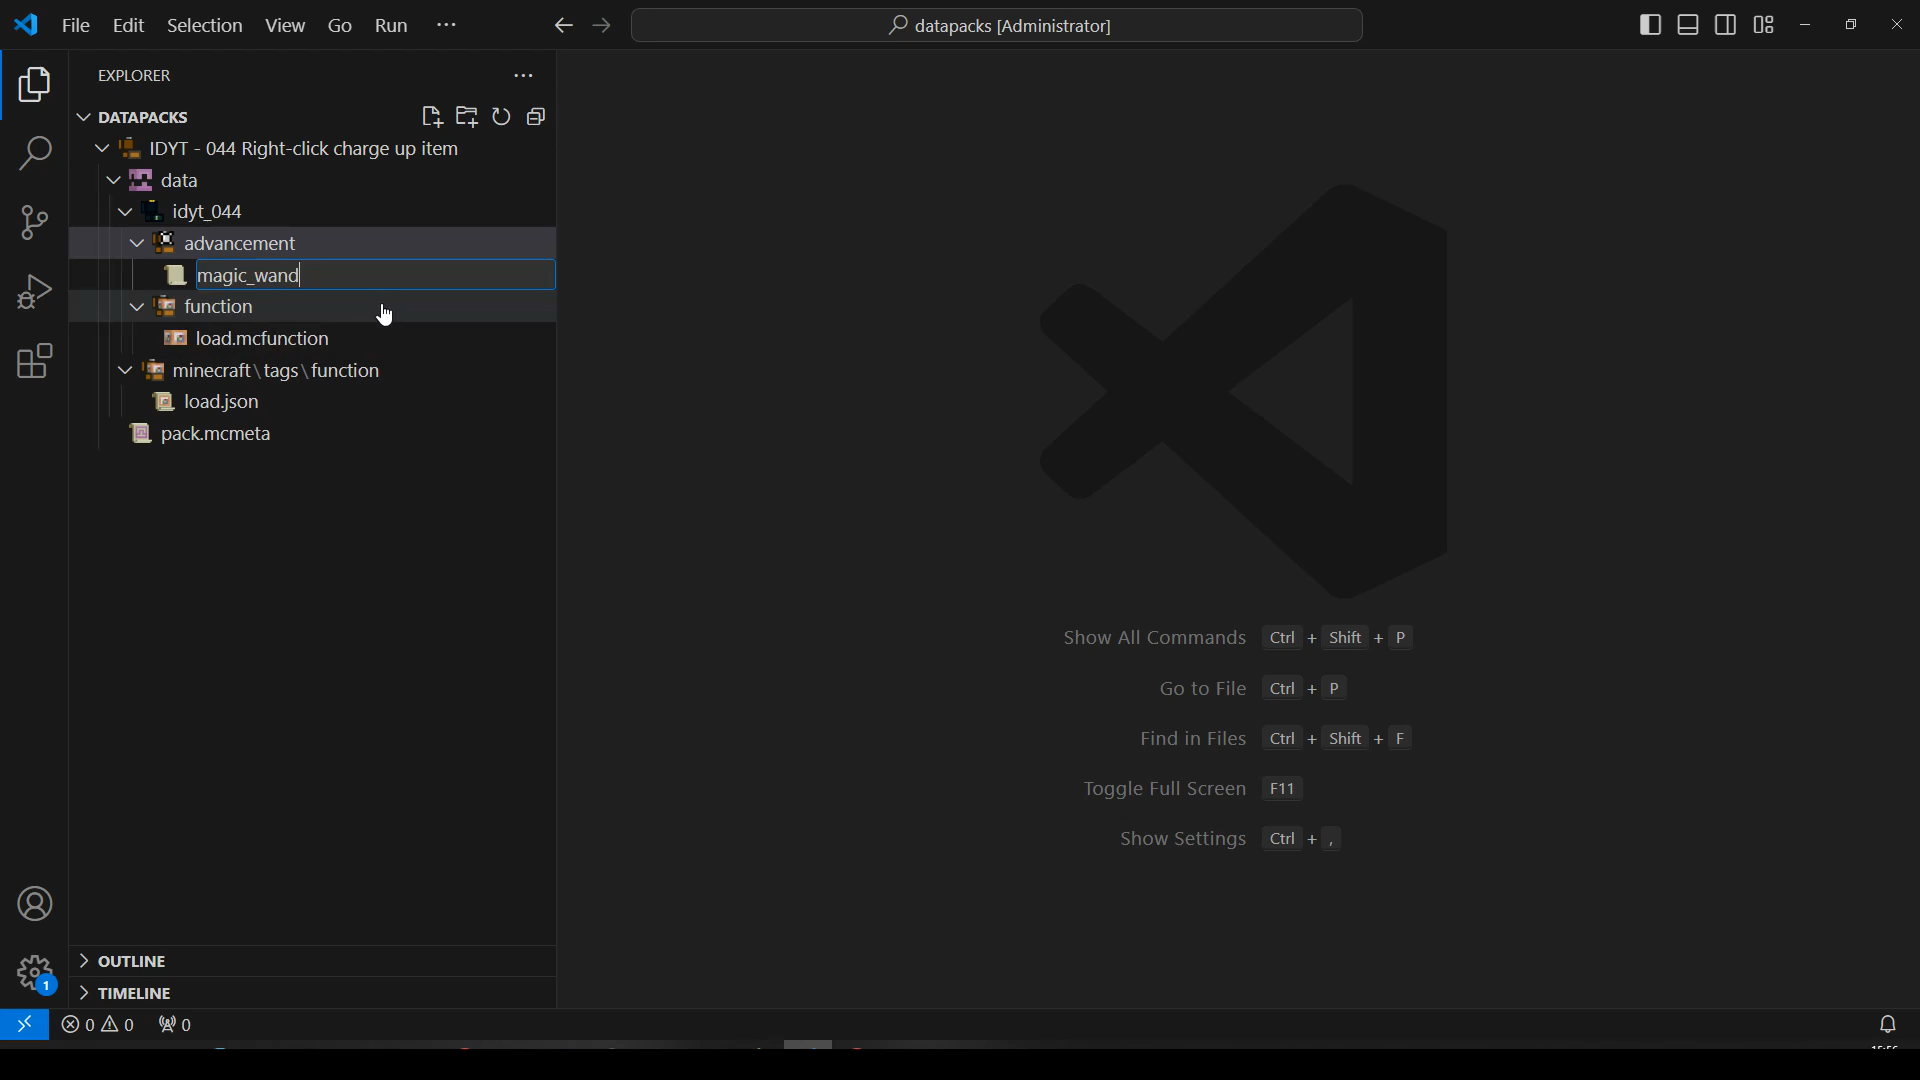 File Edit Selection View Go Run ···
datapacks [Administrator]
EXPLORER
DATAPACKS
IDYT - 044 Right-click charge up item
data
idyt_044
advancement
magic_wand
function
load.mcfunction
minecraft\tags\function
load.json
pack.mcmeta
Show All Commands Ctrl + Shift + P
Go to File Ctrl + P
Find in Files Ctrl + Shift + F
Toggle Full Screen F11
Show Settings Ctrl + ,
OUTLINE
1
TIMELINE
0 0 0